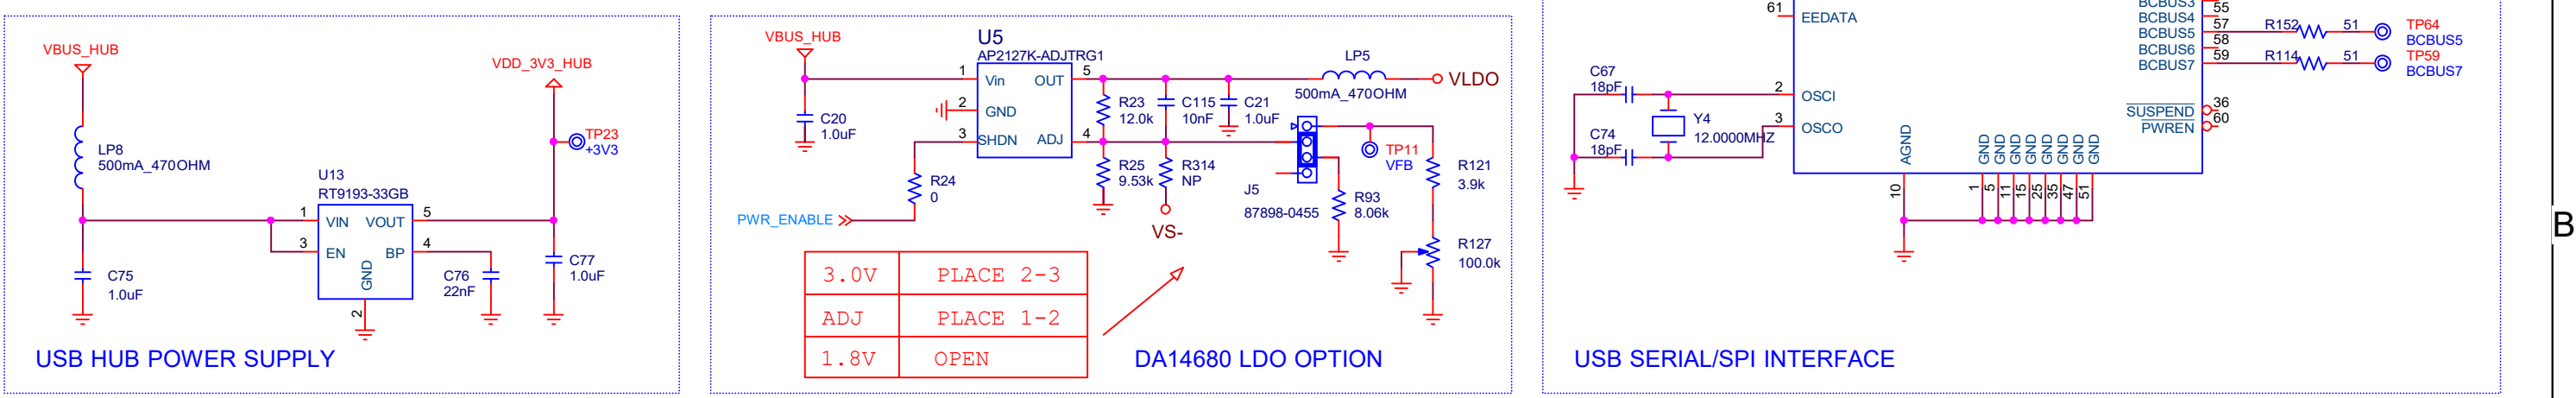 VBUS_HUB
LP8
500mA_470OHM
VDD_3V3_HUB
TP23
+3V3
U13
RT9193-33GB
1
VIN
VOUT
5
3
EN
BP
4
GND
2
C75
1.0uF
C76
22nF
C77
1.0uF
USB HUB POWER SUPPLY
VBUS_HUB
U5
AP2127K-ADJTRG1
1
Vin
OUT
5
2
GND
3
SHDN
ADJ
4
C20
1.0uF
R23
12.0k
C115
10nF
C21
1.0uF
LP5
500mA_470OHM
VLDO
R24
0
PWR_ENABLE
R25
9.53k
R314
NP
VS-
J5
87898-0455
TP11
VFB
R93
8.06k
R121
3.9k
R127
100.0k
3.0V PLACE 2-3
ADJ PLACE 1-2
1.8V OPEN
DA14680 LDO OPTION
61
EEDATA
BCBUS3
55
BCBUS4
57
BCBUS5
58
BCBUS6
59
BCBUS7
R152
51
TP64
BCBUS5
R114
51
TP59
BCBUS7
C67
18pF
C74
18pF
Y4
12.0000MHZ
2
OSCI
3
OSCO
SUSPEND
36
PWREN
60
AGND
GND
GND
GND
GND
GND
GND
GND
GND
10
1
5
11
15
25
35
47
51
USB SERIAL/SPI INTERFACE
B